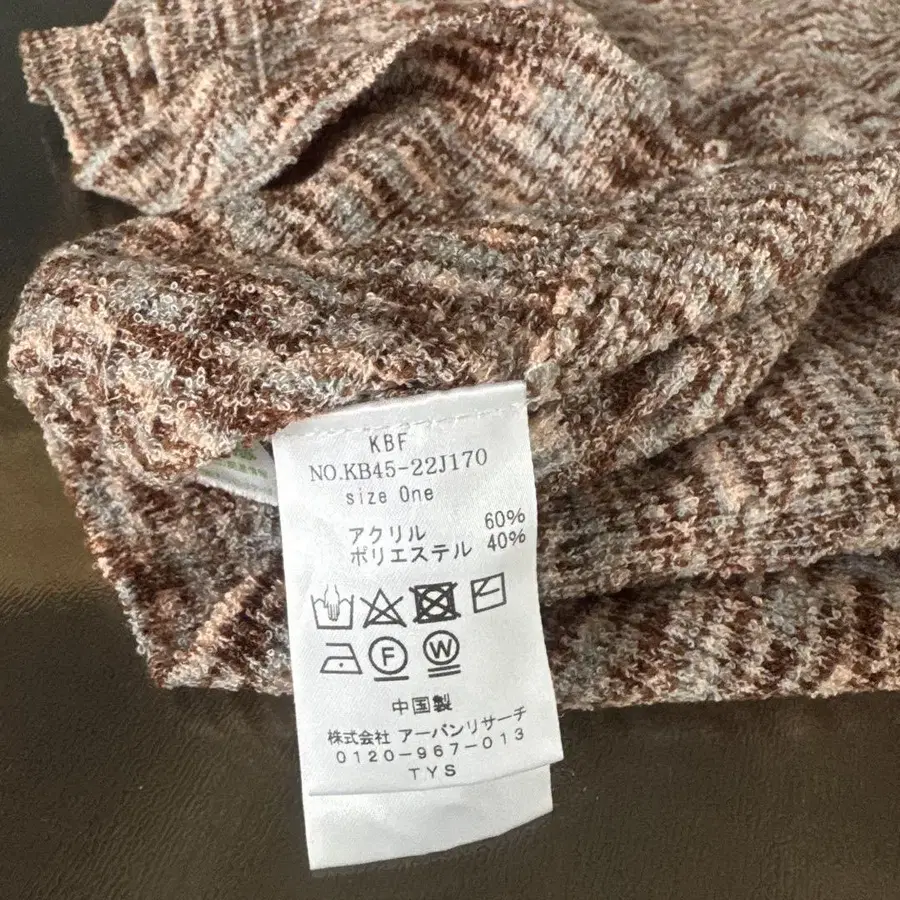 KBF
NO.KB45-22J170
size One
アクリル 60%
ポリエステル 40%
中国製
株式会社 アーバンリサーチ
0120-967-013
TYS